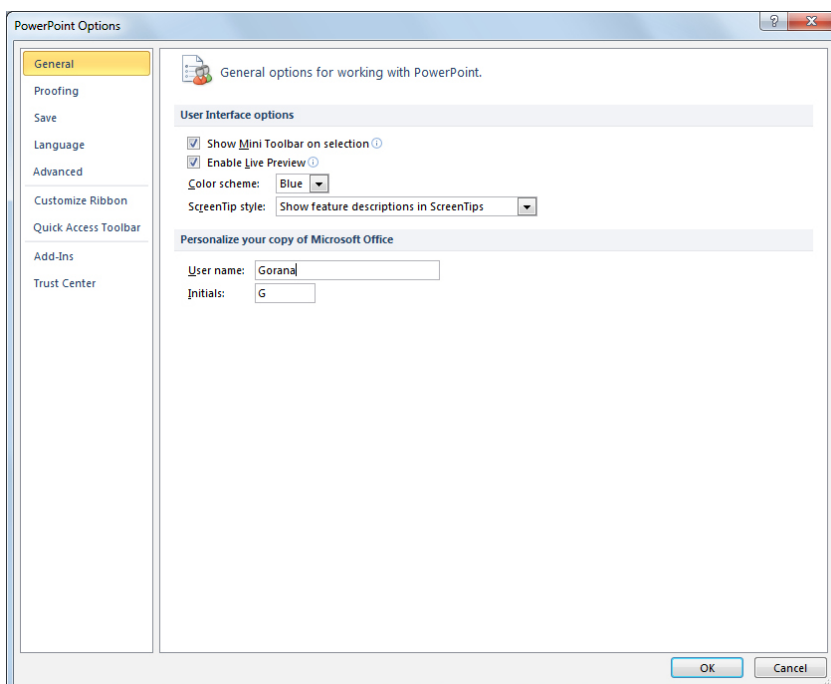 PowerPoint Options
General
Proofing
Save
Language
Advanced
Customize Ribbon
Quick Access Toolbar
Add-Ins
Trust Center
General options for working with PowerPoint.
User Interface options
Show Mini Toolbar on selection
Enable Live Preview
Color scheme: Blue
ScreenTip style: Show feature descriptions in ScreenTips
Personalize your copy of Microsoft Office
User name: Gorana
Initials: G
OK Cancel